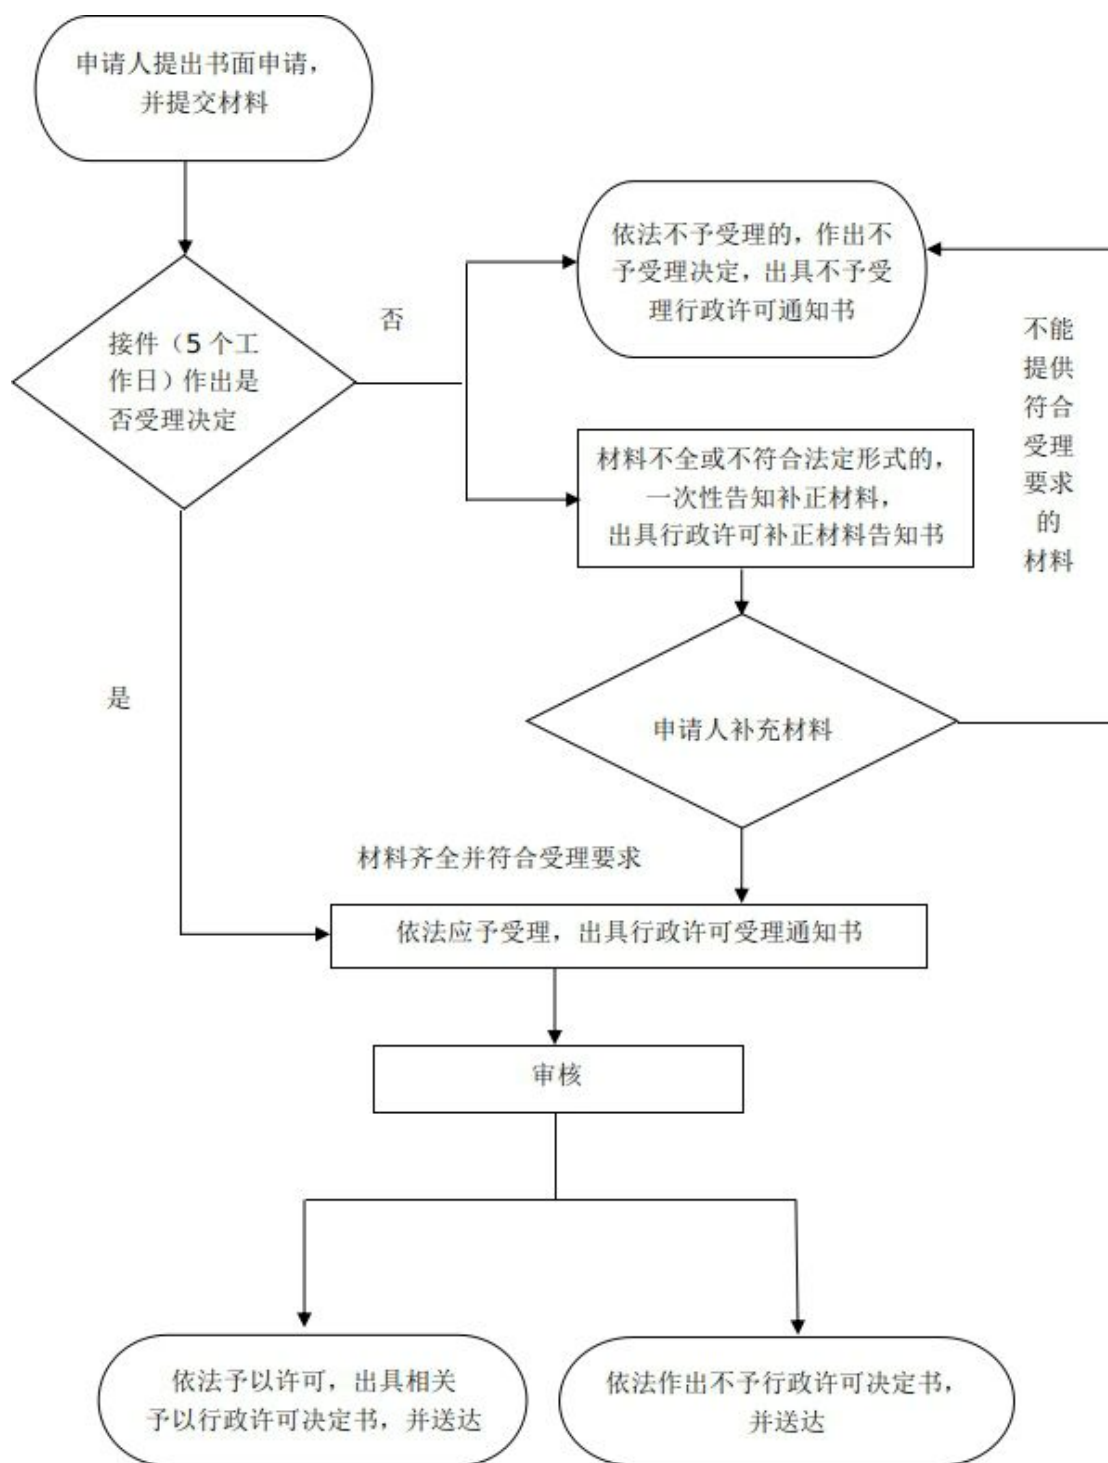 申请人提出书面申请，
并提交材料
依法不予受理的，作出不
予受理决定，出具不予受
理行政许可通知书
否
接件（5 个工
作日）作出是
否受理决定
不能
提供
符合
受理
要求
的
材料
材料不全或不符合法定形式的，
一次性告知补正材料，
出具行政许可补正材料告知书
是
申请人补充材料
材料齐全并符合受理要求
依法应予受理，出具行政许可受理通知书
审核
依法予以许可，出具相关
予以行政许可决定书，并送达
依法作出不予行政许可决定书，
并送达